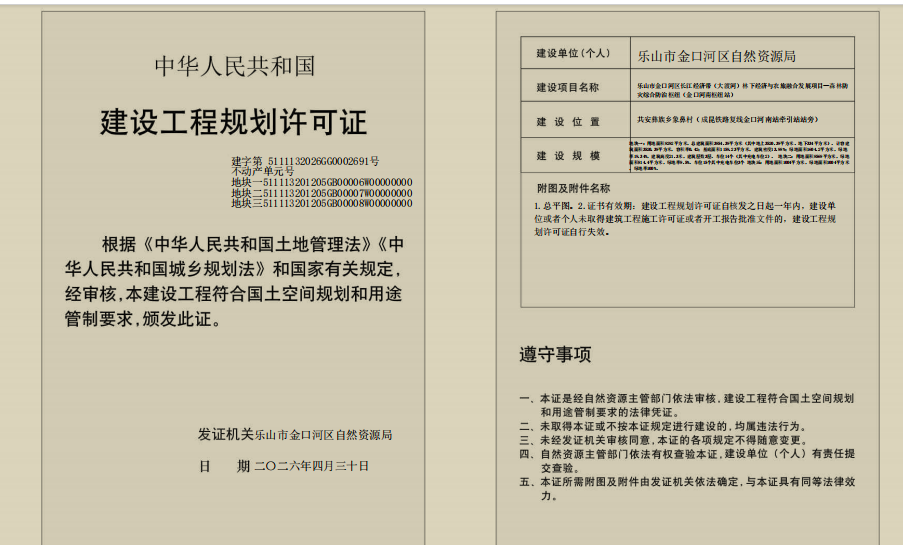 中华人民共和国
建设工程规划许可证
建字第 5111132026GG0002691号
不动产单元号
地块一511113201205GB00006W00000000
地块二511113201205GB00007W00000000
地块三511113201205GB00008W00000000
根据《中华人民共和国土地管理法》《中
华人民共和国城乡规划法》和国家有关规定，
经审核，本建设工程符合国土空间规划和用途
管制要求，颁发此证。
发证机关乐山市金口河区自然资源局
日 期 二〇二六年四月三十日
建设单位(个人) 乐山市金口河区自然资源局
建设项目名称
乐山市金口河区长江经济带（大渡河）林下经济与农旅融合发展项目—森林防
灾综合防治枢纽（金口河南枢纽站）
建设位置 共安彝族乡象鼻村（成昆铁路复线金口河南站牵引站站旁）
建设规模
附图及附件名称
1.总平图。2.证书有效期：建设工程规划许可证自核发之日起一年内，建设单
位或者个人未取得建筑工程施工许可证或者开工报告批准文件的，建设工程规
划许可证自行失效。
遵守事项
一、本证是经自然资源主管部门依法审核，建设工程符合国土空间规划
和用途管制要求的法律凭证。
二、未取得本证或不按本证规定进行建设的，均属违法行为。
三、未经发证机关审核同意，本证的各项规定不得随意变更。
四、自然资源主管部门依法有权查验本证，建设单位（个人）有责任提
交查验。
五、本证所需附图及附件由发证机关依法确定，与本证具有同等法律效
力。